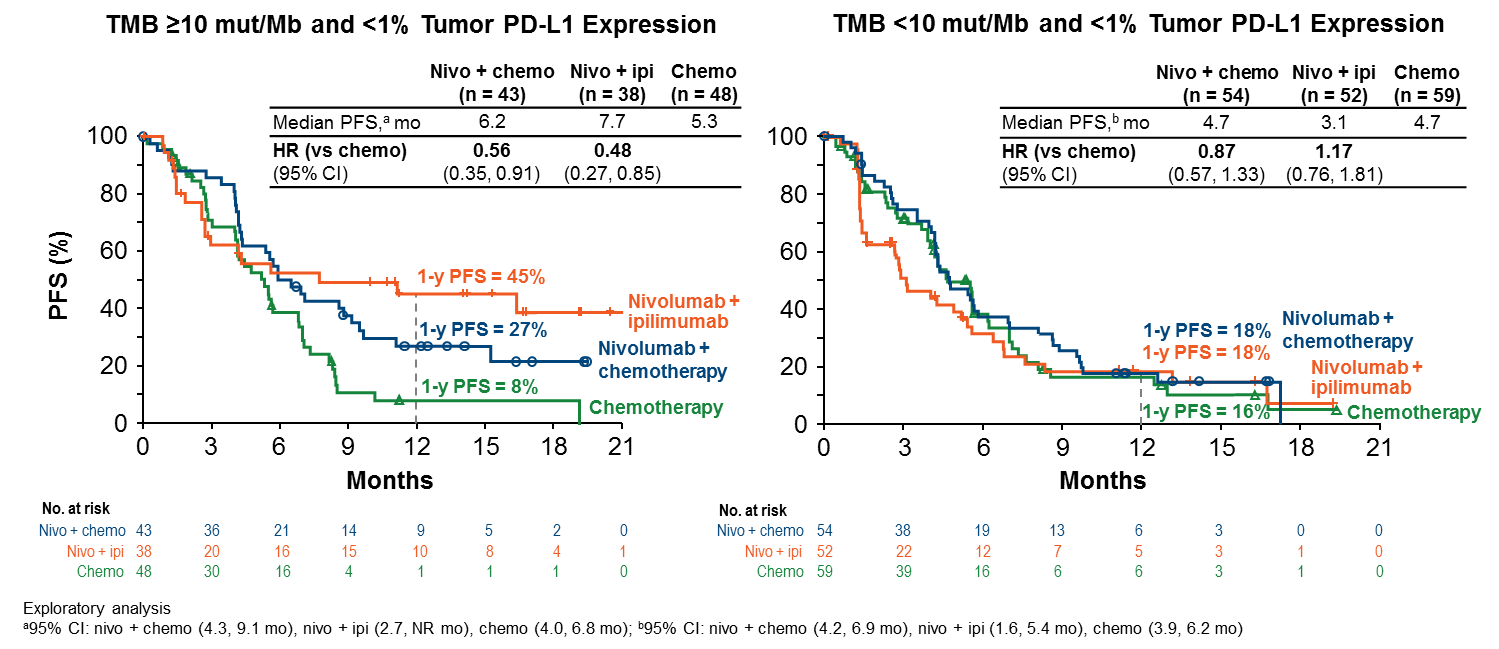 TMB ≥10 mut/Mb and <1% Tumor PD-L1 Expression
Nivo + chemo Nivo + ipi Chemo
(n = 43) (n = 38) (n = 48)
Median PFS,ᵃ mo 6.2 7.7 5.3
HR (vs chemo) 0.56 0.48
(95% CI) (0.35, 0.91) (0.27, 0.85)
PFS (%)
100
80
60
40
20
0
1-y PFS = 45%
Nivolumab +
ipilimumab
1-y PFS = 27%
Nivolumab +
chemotherapy
1-y PFS = 8%
Chemotherapy
0 3 6 9 12 15 18 21
Months
No. at risk
Nivo + chemo 43 36 21 14 9 5 2 0
Nivo + ipi 38 20 16 15 10 8 4 1
Chemo 48 30 16 4 1 1 1 0
TMB <10 mut/Mb and <1% Tumor PD-L1 Expression
Nivo + chemo Nivo + ipi Chemo
(n = 54) (n = 52) (n = 59)
Median PFS,ᵇ mo 4.7 3.1 4.7
HR (vs chemo) 0.87 1.17
(95% CI) (0.57, 1.33) (0.76, 1.81)
100
80
60
40
20
0
1-y PFS = 18%
Nivolumab +
chemotherapy
1-y PFS = 18%
Nivolumab +
ipilimumab
1-y PFS = 16%
Chemotherapy
0 3 6 9 12 15 18 21
Months
No. at risk
Nivo + chemo 54 38 19 13 6 3 0 0
Nivo + ipi 52 22 12 7 5 3 1 0
Chemo 59 39 16 6 6 3 1 0
Exploratory analysis
ᵃ95% CI: nivo + chemo (4.3, 9.1 mo), nivo + ipi (2.7, NR mo), chemo (4.0, 6.8 mo); ᵇ95% CI: nivo + chemo (4.2, 6.9 mo), nivo + ipi (1.6, 5.4 mo), chemo (3.9, 6.2 mo)